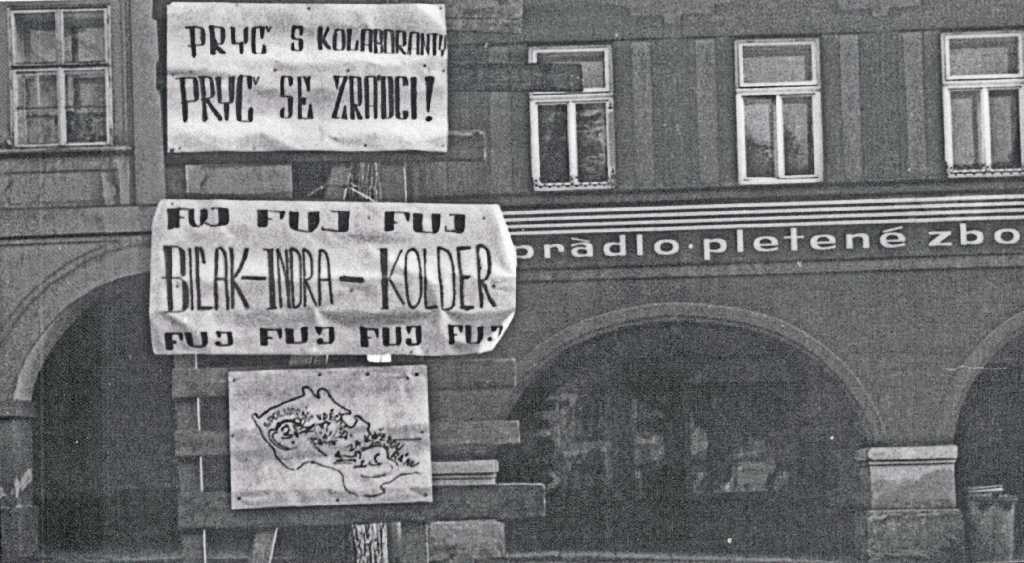 PRYČ S KOLABORANTY
PRYČ SE ZRÁDCI!
FUJ FUJ FUJ
BILAK-INDRA-KOLDER
FUJ FUJ FUJ FUJ
prádlo·pletené zbo